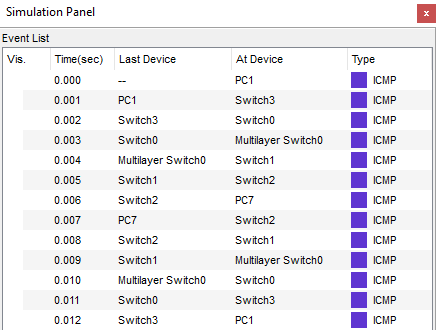 Simulation Panel
x
Event List
Vis. Time(sec) Last Device At Device Type
0.000 -- PC1 ICMP
0.001 PC1 Switch3 ICMP
0.002 Switch3 Switch0 ICMP
0.003 Switch0 Multilayer Switch0 ICMP
0.004 Multilayer Switch0 Switch1 ICMP
0.005 Switch1 Switch2 ICMP
0.006 Switch2 PC7 ICMP
0.007 PC7 Switch2 ICMP
0.008 Switch2 Switch1 ICMP
0.009 Switch1 Multilayer Switch0 ICMP
0.010 Multilayer Switch0 Switch0 ICMP
0.011 Switch0 Switch3 ICMP
0.012 Switch3 PC1 ICMP